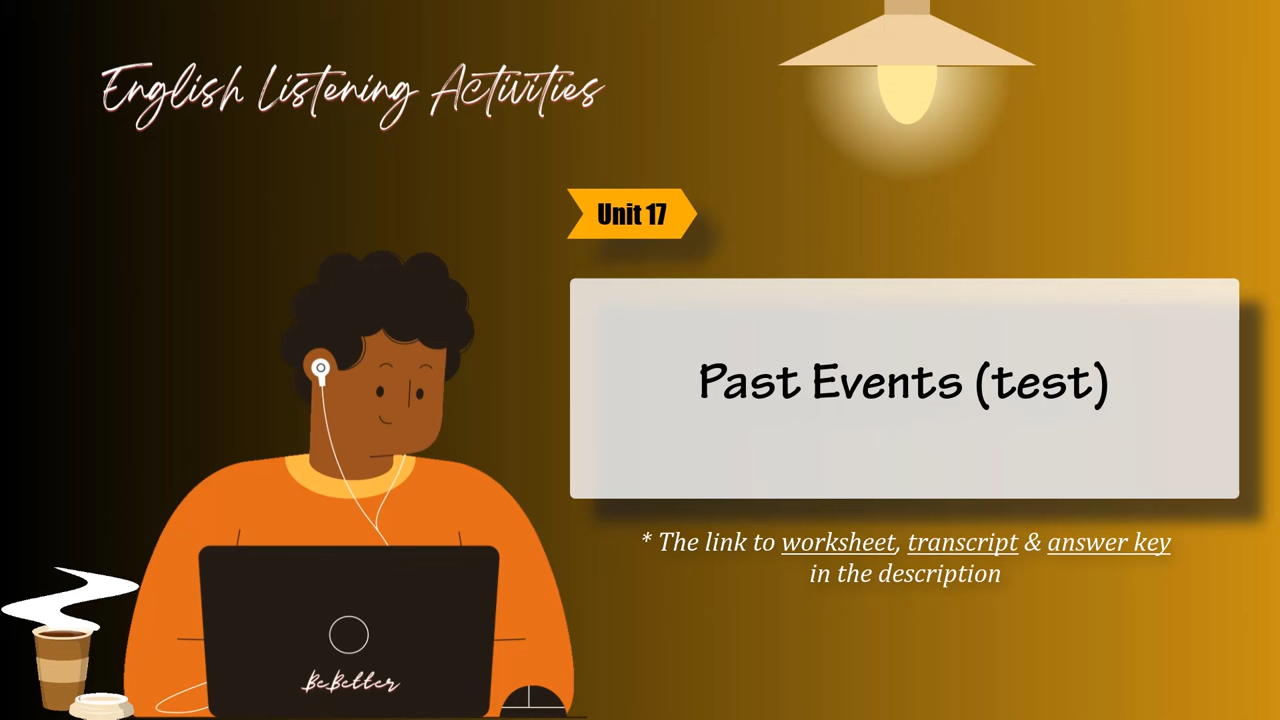 English Listening Activities
Unit 17
Past Events (test)
* The link to worksheet, transcript & answer key
in the description
BeBetter